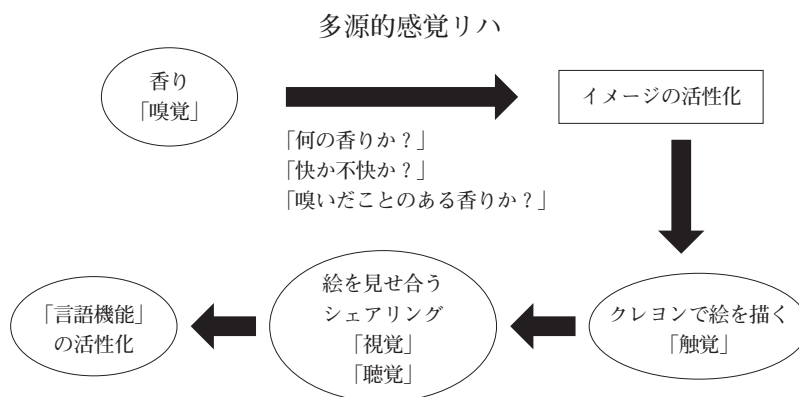 多源的感覚リハ
香り
「嗅覚」
イメージの活性化
「何の香りか？」
「快か不快か？」
「嗅いだことのある香りか？」
クレヨンで絵を描く
「触覚」
絵を見せ合う
シェアリング
「視覚」
「聴覚」
「言語機能」
の活性化